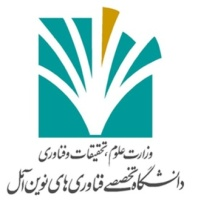 وزارت علوم، تحقیقات و فناوری
دانشگاه تخصصی فناوری های نوین آمل